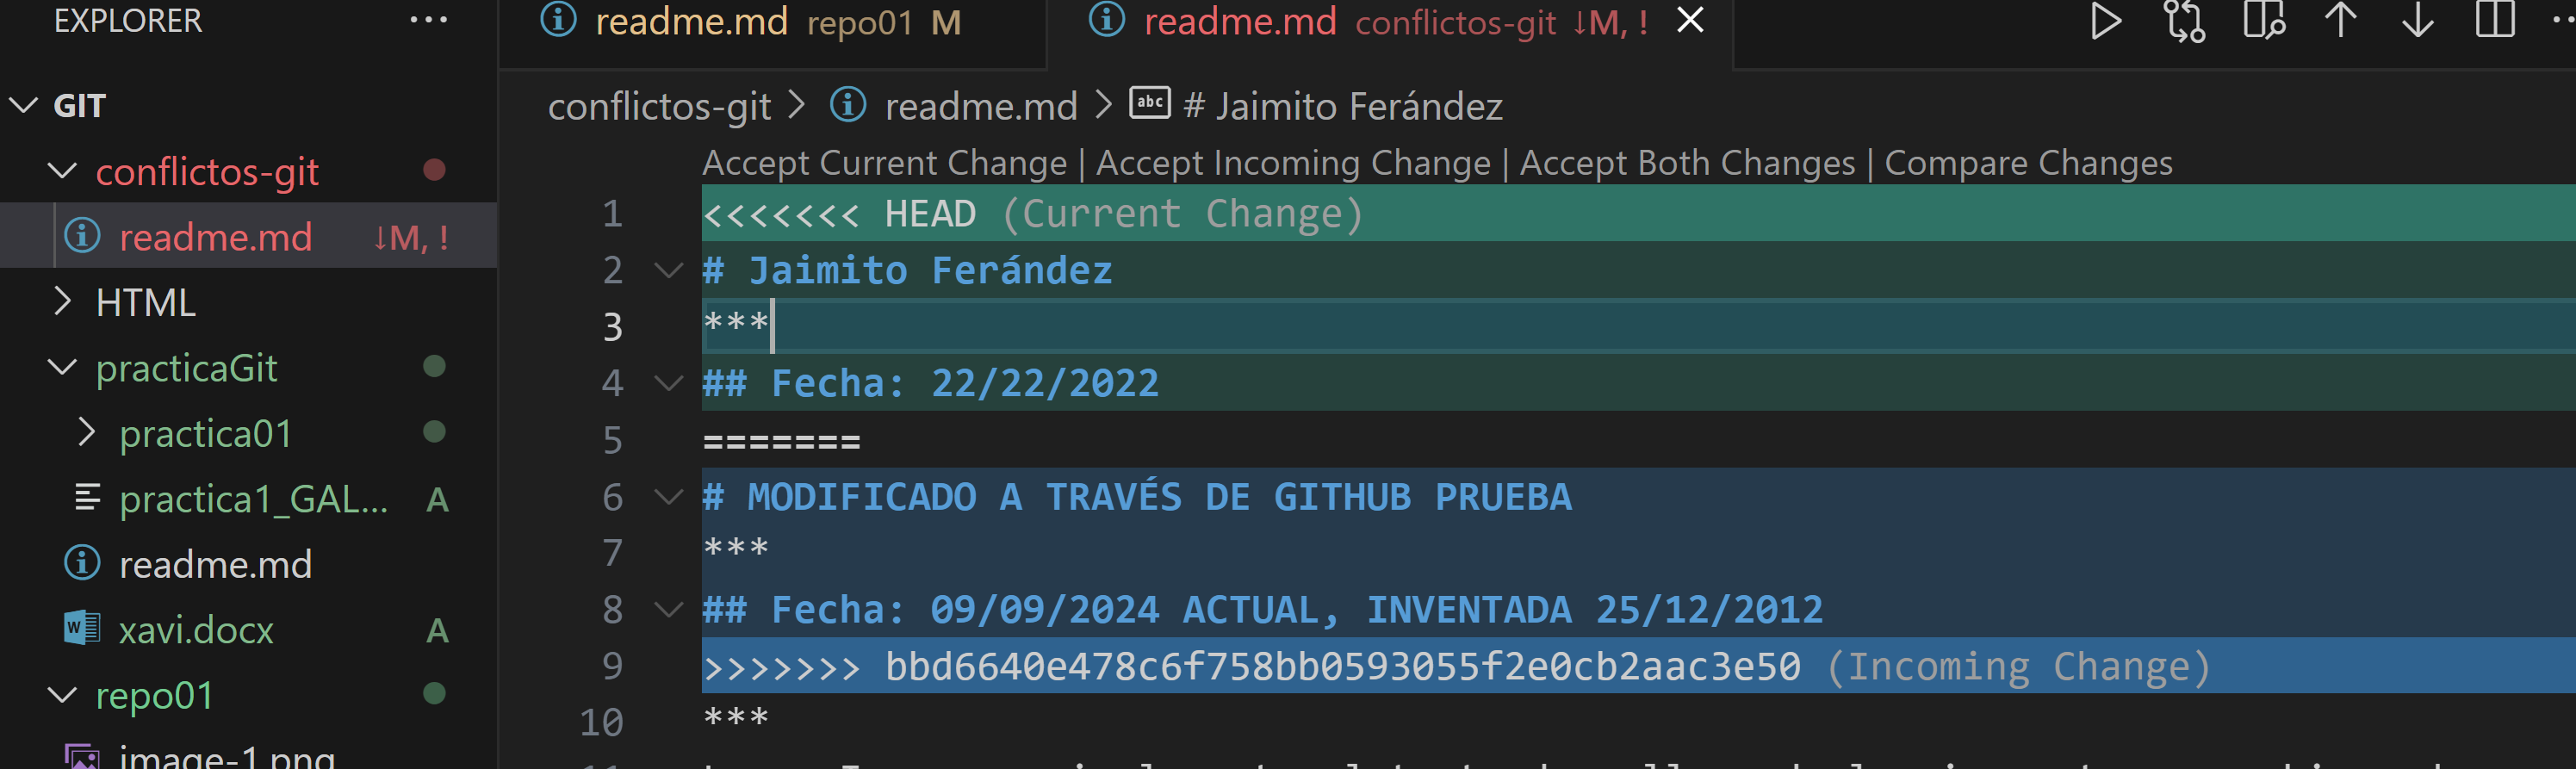 EXPLORER ...
GIT
conflictos-git
readme.md ↓M, !
HTML
practicaGit
practica01
practica1_GAL... A
readme.md
xavi.docx A
repo01
image-1.png
readme.md repo01 M
readme.md conflictos-git ↓M, !
conflictos-git > readme.md > abc # Jaimito Ferández
Accept Current Change | Accept Incoming Change | Accept Both Changes | Compare Changes
1 <<<<<<< HEAD (Current Change)
2 # Jaimito Ferández
3 ***
4 ## Fecha: 22/22/2022
5 =======
6 # MODIFICADO A TRAVÉS DE GITHUB PRUEBA
7 ***
8 ## Fecha: 09/09/2024 ACTUAL, INVENTADA 25/12/2012
9 >>>>>>> bbd6640e478c6f758bb0593055f2e0cb2aac3e50 (Incoming Change)
10 ***